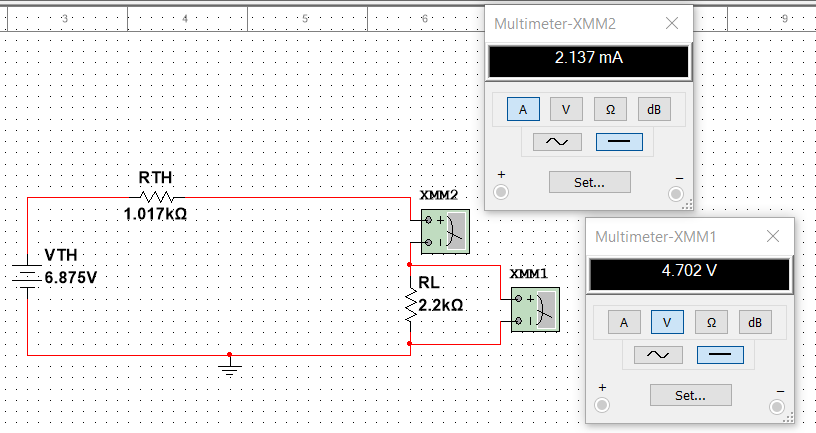 3
4
5
6
9
Multimeter-XMM2
2.137 mA
A V Ω dB
Set...
+ −
RTH
1.017kΩ
XMM2
+
VTH
6.875V
RL
2.2kΩ
XMM1
+
Multimeter-XMM1
4.702 V
A V Ω dB
Set...
+ −